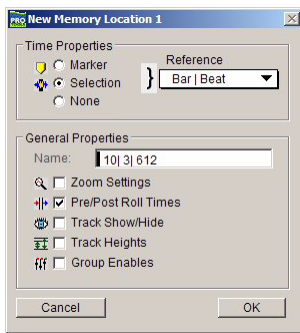 PRO New Memory Location 1
Time Properties
Marker
Reference
Selection
Bar | Beat
None
General Properties
Name: 10| 3| 612
Zoom Settings
Pre/Post Roll Times
Track Show/Hide
Track Heights
Group Enables
Cancel OK